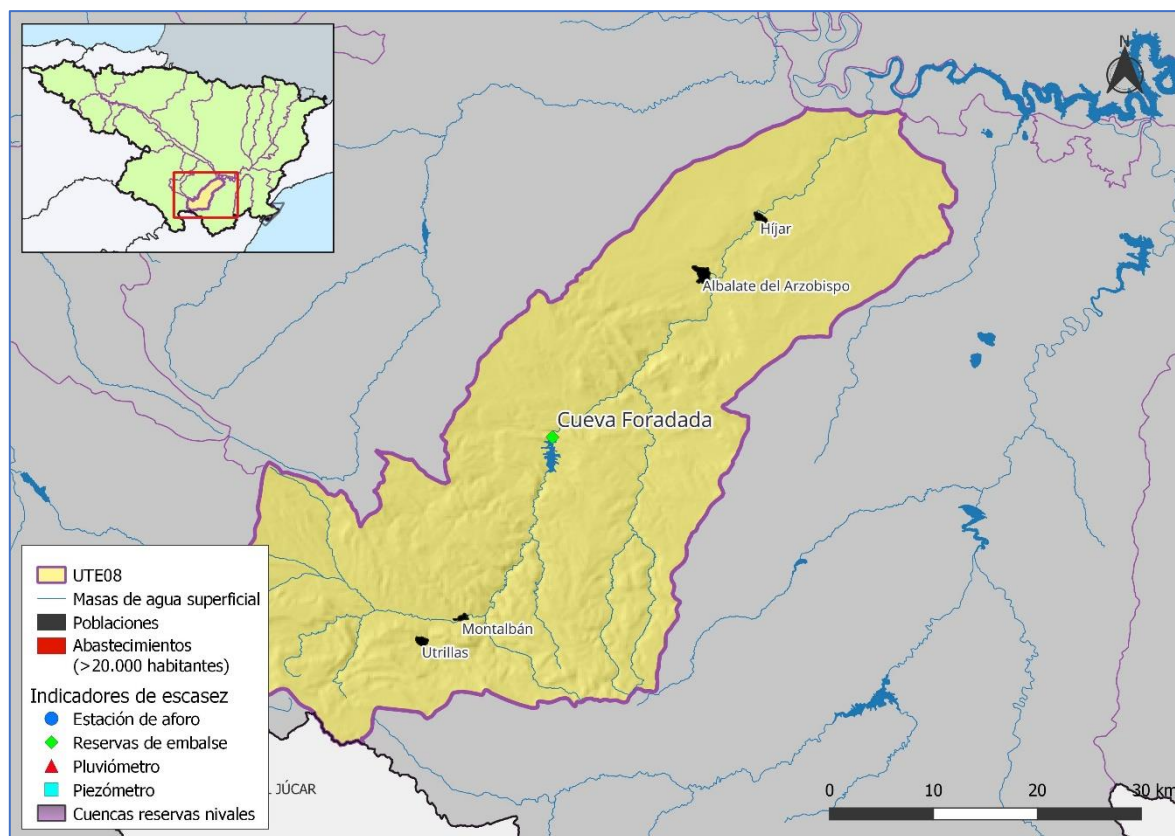 N
Híjar
Albalate del Arzobispo
Cueva Foradada
Montalbán
Utrillas
UTE08
Masas de agua superficial
Poblaciones
Abastecimientos
(>20.000 habitantes)
Indicadores de escasez
Estación de aforo
Reservas de embalse
Pluviómetro
Piezómetro
Cuencas reservas nivales
JÚCAR
0 10 20 30 km